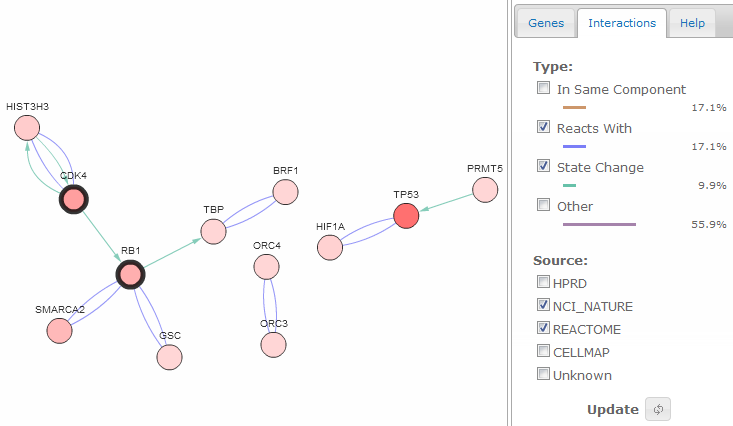 Genes Interactions Help
HIST3H3
CDK4
BRF1
TBP
TP53
PRMT5
HIF1A
RB1
ORC4
SMARCA2
GSC
ORC3
Type:
In Same Component
17.1%
Reacts With
17.1%
State Change
9.9%
Other
55.9%
Source:
HPRD
NCI_NATURE
REACTOME
CELLMAP
Unknown
Update